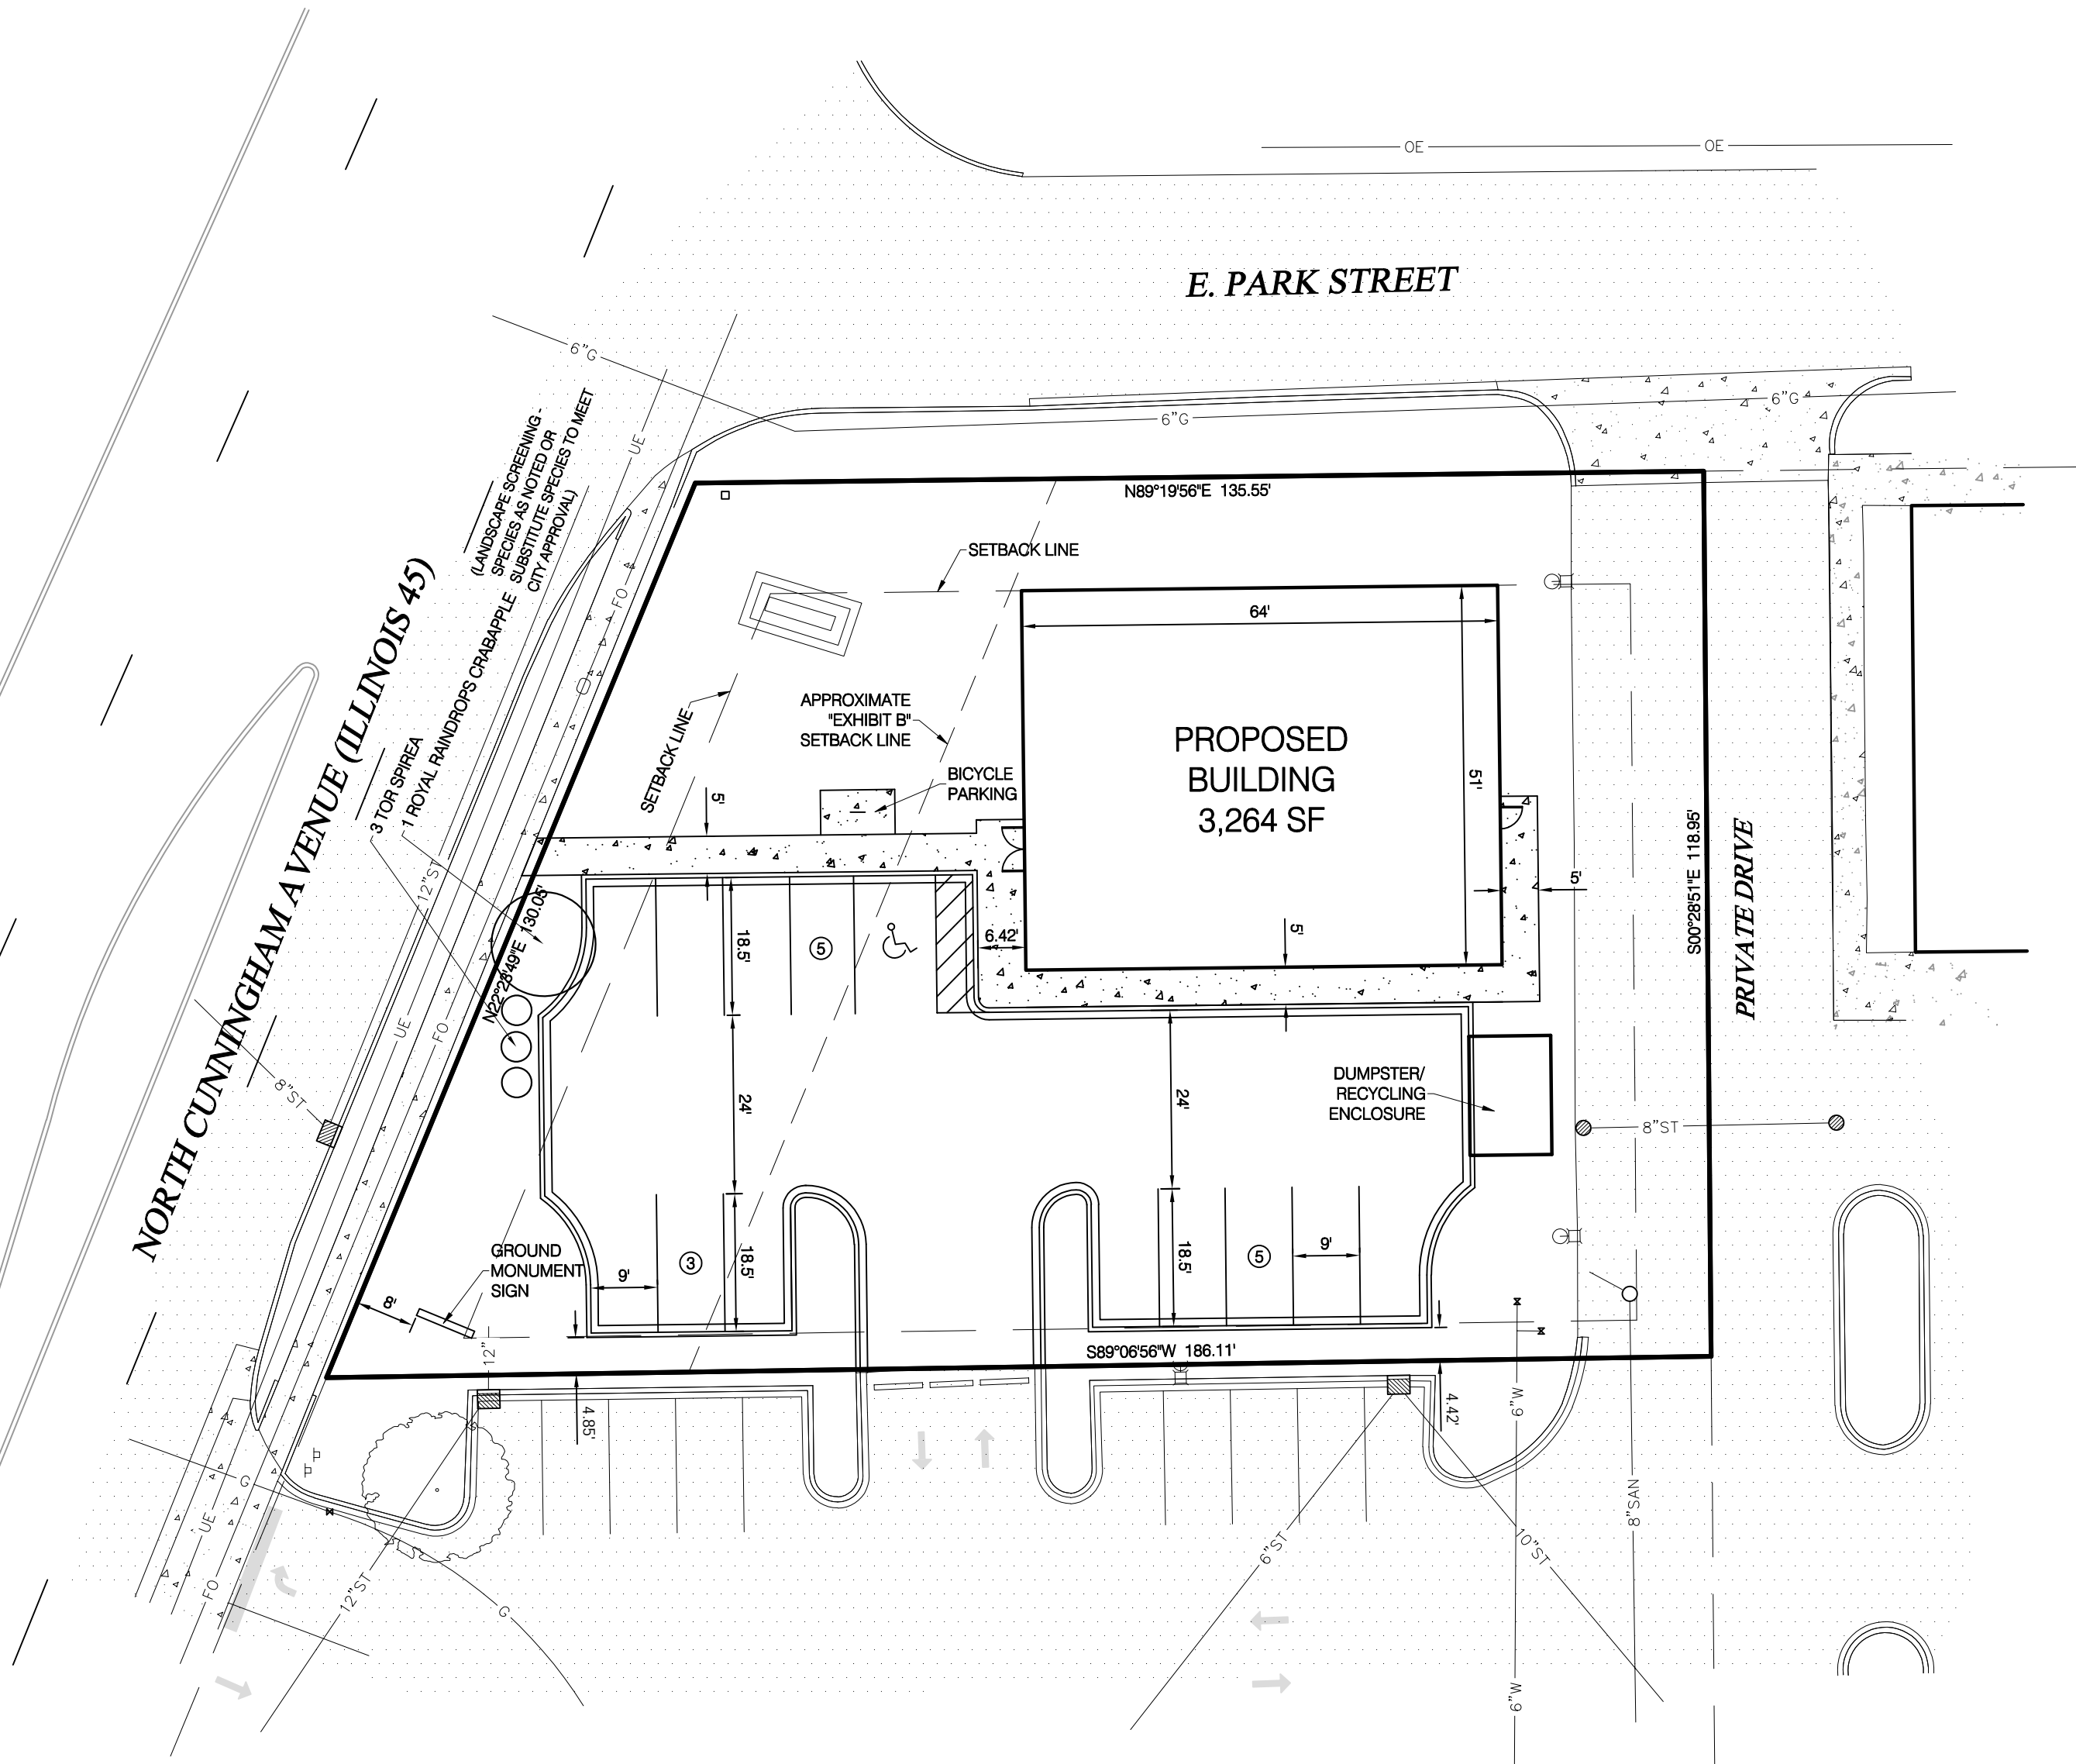 OE
OE
E. PARK STREET
6"G
6"G
6"G
UE
(LANDSCAPE SCREENING -
SPECIES AS NOTED OR
SUBSTITUTE SPECIES TO MEET
CITY APPROVAL)
N89°19'56"E 135.55'
SETBACK LINE
FO
64'
NORTH CUNNINGHAM AVENUE (ILLINOIS 45)
3 TOR SPIREA
1 ROYAL RAINDROPS CRABAPPLE
SETBACK LINE
APPROXIMATE
"EXHIBIT B"
SETBACK LINE
BICYCLE
PARKING
PROPOSED
BUILDING
3,264 SF
51'
5'
12"ST
N22°28'49"E 130.05'
5'
5'
6.42'
18.5'
5
S00°28'51"E 118.95'
PRIVATE DRIVE
UE
FO
8"ST
24'
24'
DUMPSTER/
RECYCLING
ENCLOSURE
8"ST
GROUND
MONUMENT
SIGN
8'
9'
3
18.5'
18.5'
5
9'
12"
S89°06'56"W 186.11'
4.85'
4.42'
6"W
G
UE
FO
12"ST
G
6"ST
10"ST
8"SAN
6"W